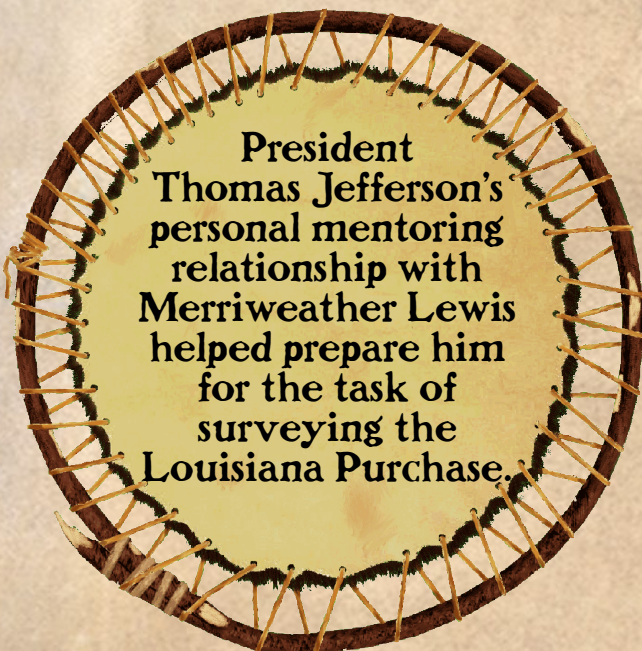 President
Thomas Jefferson's
personal mentoring
relationship with
Merriweather Lewis
helped prepare him
for the task of
surveying the
Louisiana Purchase.